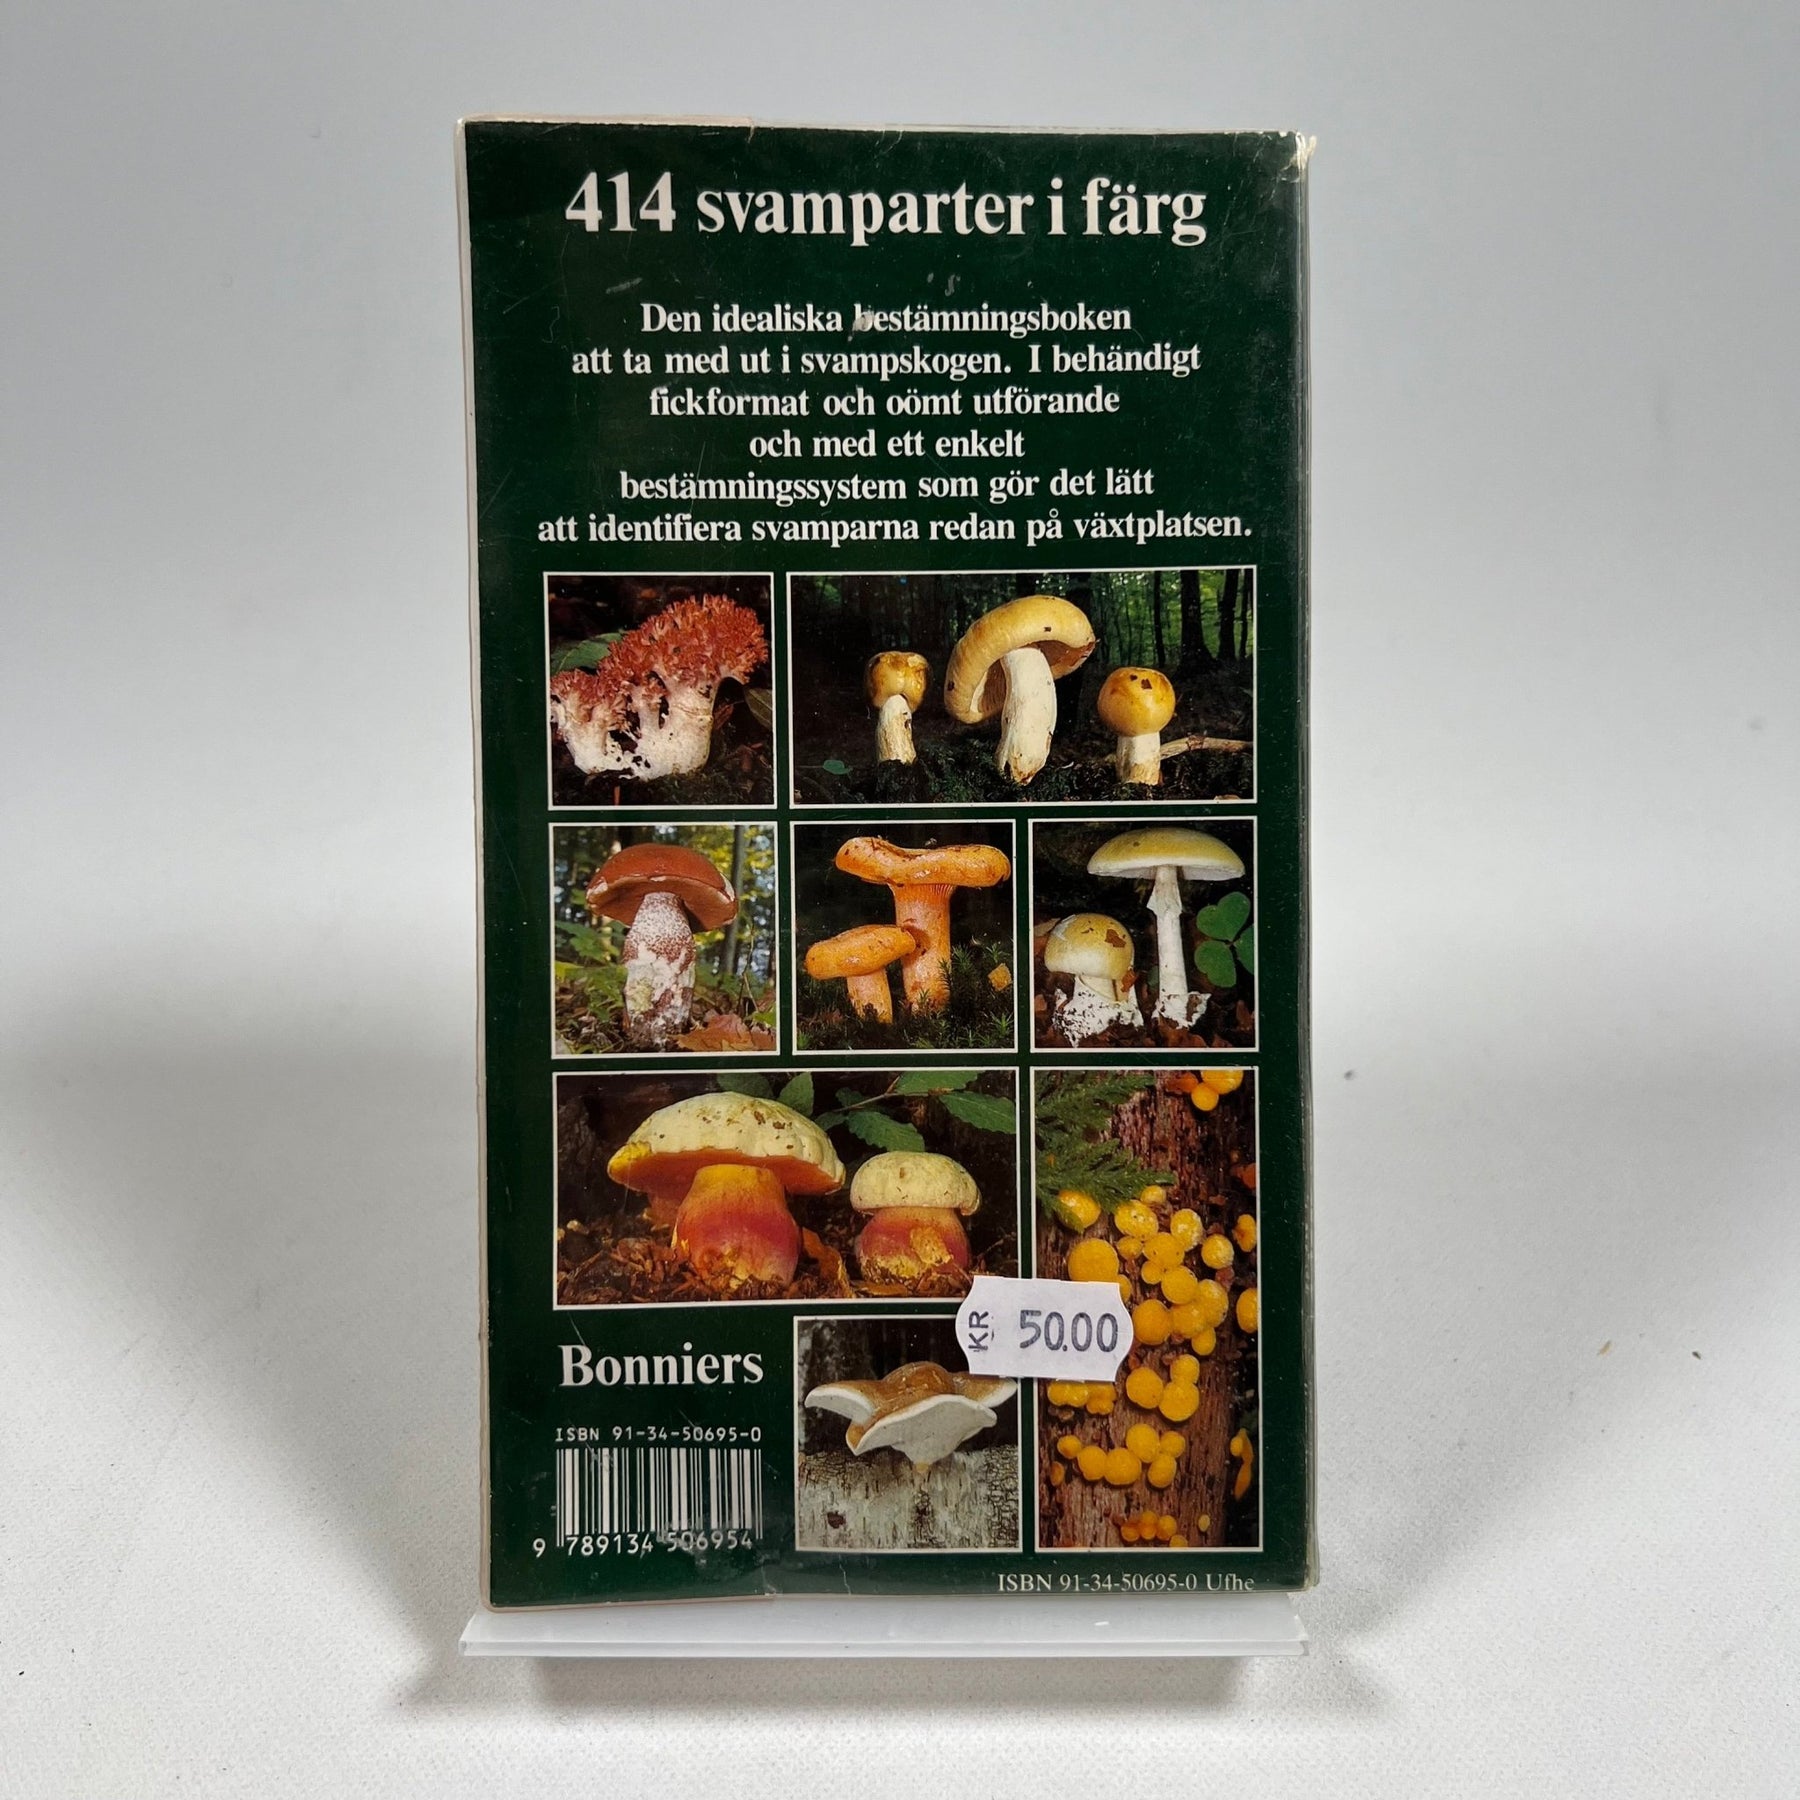 414 svamparter i färg
Den idealiska bestämningsboken
att ta med ut i svampskogen. I behändigt
fickformat och oömt utförande
och med ett enkelt
bestämningssystem som gör det lätt
att identifiera svamparna redan på växtplatsen.
KR 50.00
Bonniers
ISBN 91-34-50695-0
9 789134 506954
ISBN 91-34-50695-0 Ufhe